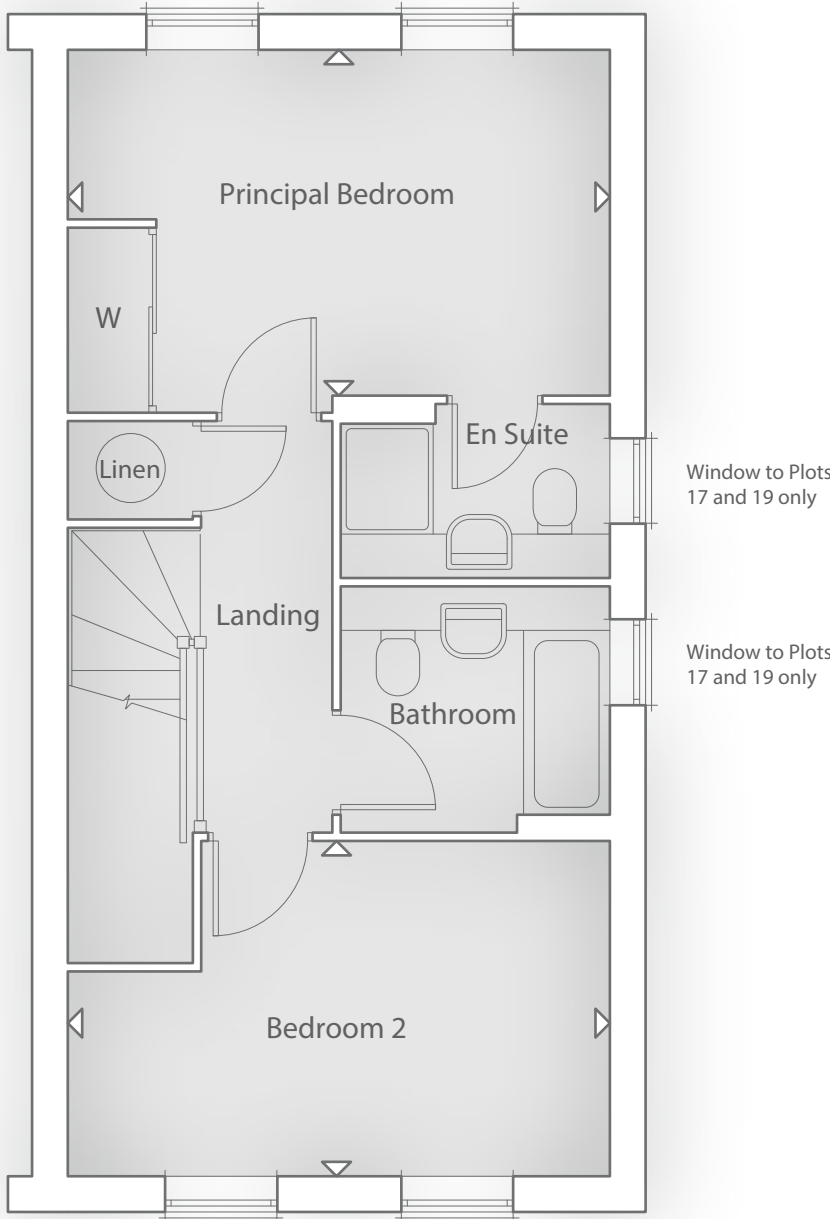 Principal Bedroom
W
En Suite
Linen
Window to Plots
17 and 19 only
Landing
Window to Plots
17 and 19 only
Bathroom
Bedroom 2